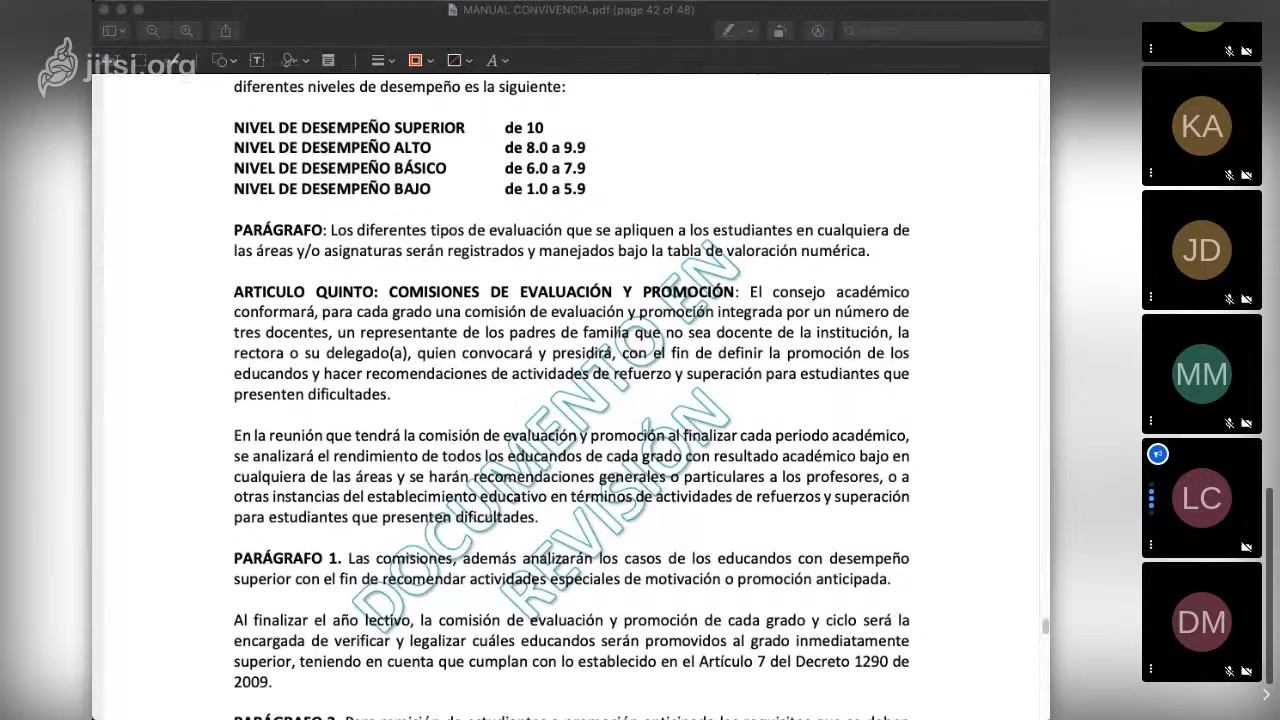 MANUAL CONVIVENCIA.pdf (page 42 of 48)
jitsi.org
diferentes niveles de desempeño es la siguiente:
NIVEL DE DESEMPEÑO SUPERIOR de 10
NIVEL DE DESEMPEÑO ALTO de 8.0 a 9.9
NIVEL DE DESEMPEÑO BÁSICO de 6.0 a 7.9
NIVEL DE DESEMPEÑO BAJO de 1.0 a 5.9
PARÁGRAFO: Los diferentes tipos de evaluación que se apliquen a los estudiantes en cualquiera de
las áreas y/o asignaturas serán registrados y manejados bajo la tabla de valoración numérica.
ARTICULO QUINTO: COMISIONES DE EVALUACIÓN Y PROMOCIÓN: El consejo académico
conformará, para cada grado una comisión de evaluación y promoción integrada por un número de
tres docentes, un representante de los padres de familia que no sea docente de la institución, la
rectora o su delegado(a), quien convocará y presidirá, con el fin de definir la promoción de los
educandos y hacer recomendaciones de actividades de refuerzo y superación para estudiantes que
presenten dificultades.
En la reunión que tendrá la comisión de evaluación y promoción al finalizar cada periodo académico,
se analizará el rendimiento de todos los educandos de cada grado con resultado académico bajo en
cualquiera de las áreas y se harán recomendaciones generales o particulares a los profesores, o a
otras instancias del establecimiento educativo en términos de actividades de refuerzos y superación
para estudiantes que presenten dificultades.
PARÁGRAFO 1. Las comisiones, además analizarán los casos de los educandos con desempeño
superior con el fin de recomendar actividades especiales de motivación o promoción anticipada.
Al finalizar el año lectivo, la comisión de evaluación y promoción de cada grado y ciclo será la
encargada de verificar y legalizar cuáles educandos serán promovidos al grado inmediatamente
superior, teniendo en cuenta que cumplan con lo establecido en el Artículo 7 del Decreto 1290 de
2009.
DOCUMENTO EN
REVISIÓN
KA
JD
MM
LC
DM